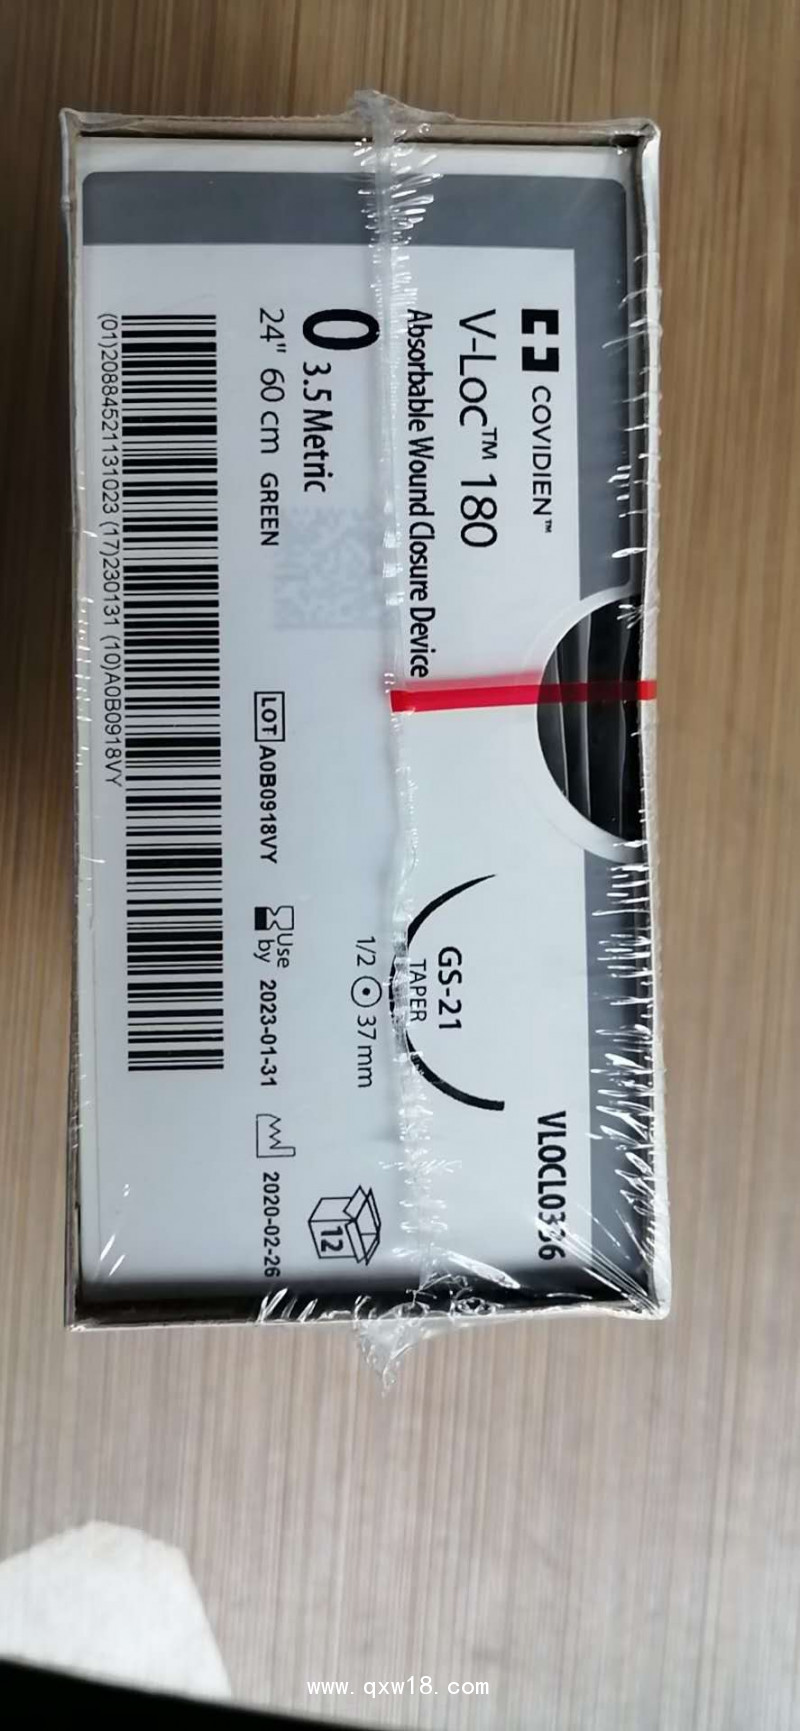 COVIDIEN™
VLOCL0336
V-LOC™ 180
Absorbable Wound Closure Device
GS-21
TAPER
0 3.5 Metric
1/2 37 mm
24" 60 cm GREEN
12
LOT A0B0918VY
Use
by 2023-01-31
2020-02-26
(01)20884521131023 (17)230131 (10)A0B0918VY
www.qxw18.com